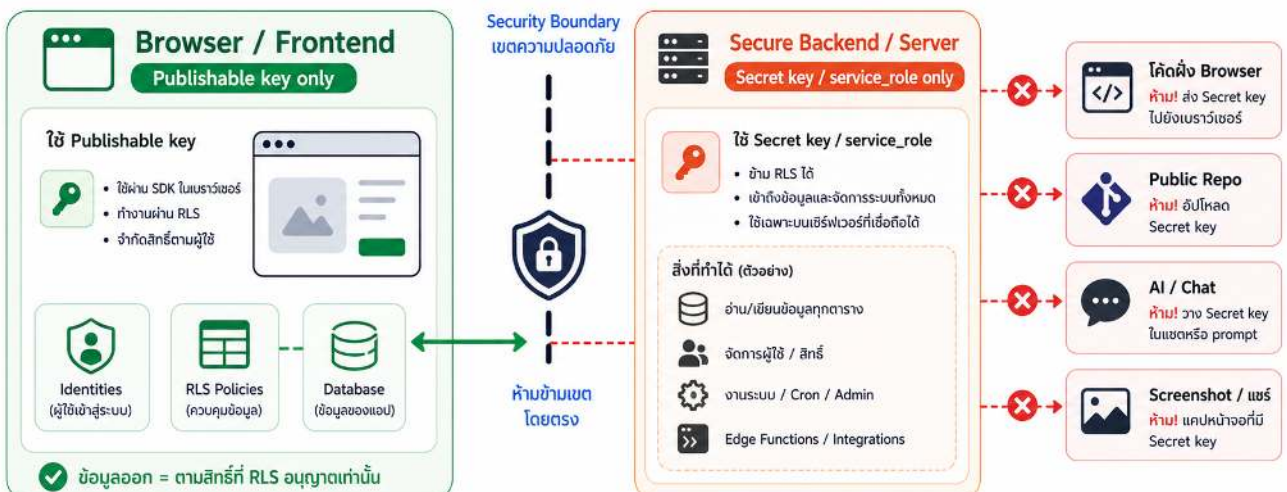 Browser / Frontend
Publishable key only
ใช้ Publishable key
• ใช้ผ่าน SDK ในเบราว์เซอร์
• ทำงานผ่าน RLS
• จำกัดสิทธิ์ตามผู้ใช้
Identities
(ผู้ใช้เข้าสู่ระบบ)
RLS Policies
(ควบคุมข้อมูล)
Database
(ข้อมูลของแอป)
ข้อมูลออก = ตามสิทธิ์ที่ RLS อนุญาตเท่านั้น
Security Boundary
เขตความปลอดภัย
ห้ามข้ามเขต
โดยตรง
Secure Backend / Server
Secret key / service_role only
ใช้ Secret key / service_role
• ข้าม RLS ได้
• เข้าถึงข้อมูลและจัดการระบบทั้งหมด
• ใช้เฉพาะบนเซิร์ฟเวอร์ที่เชื่อถือได้
สิ่งที่ทำได้ (ตัวอย่าง)
อ่าน/เขียนข้อมูลทุกตาราง
จัดการผู้ใช้ / สิทธิ์
งานระบบ / Cron / Admin
Edge Functions / Integrations
โค้ดฝั่ง Browser
ห้าม! ส่ง Secret key
ไปยังเบราว์เซอร์
Public Repo
ห้าม! อัปโหลด
Secret key
AI / Chat
ห้าม! วาง Secret key
ในแชตหรือ prompt
Screenshot / แชร์
ห้าม! แคปหน้าจอที่มี
Secret key